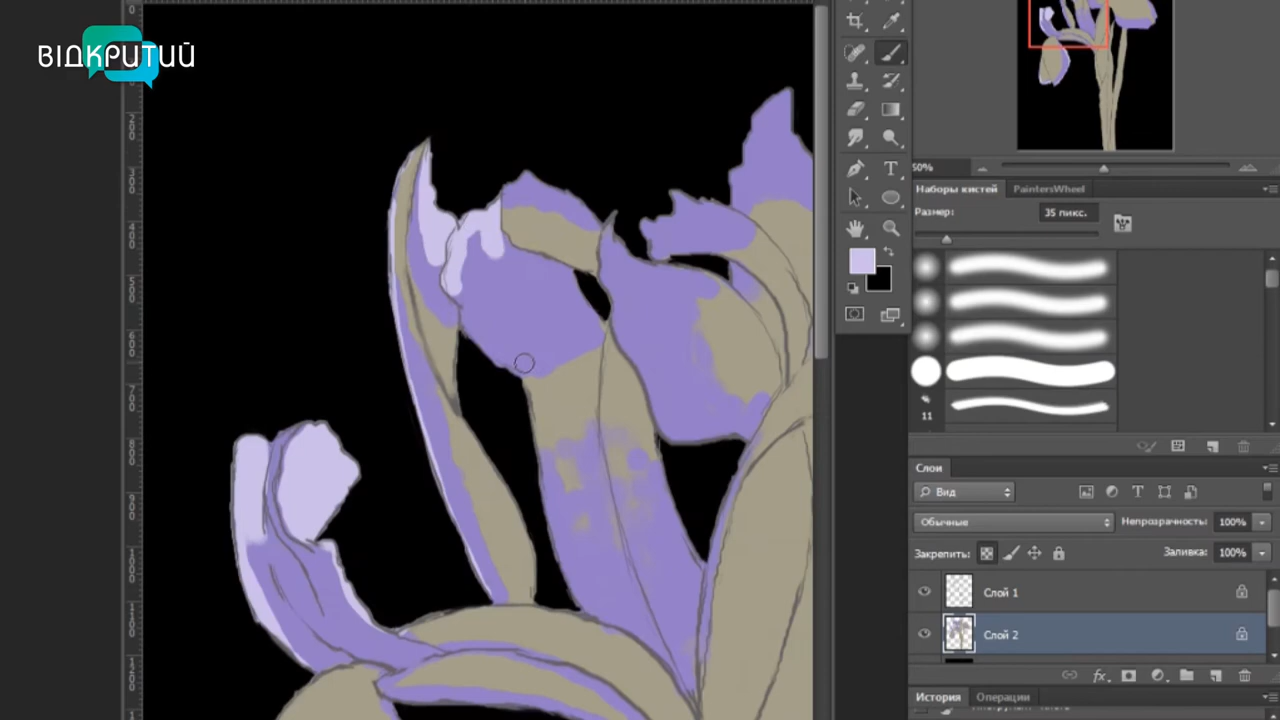 ВІДКРИТИЙ
50%
Наборы кистей PaintersWheel
Размер: 35 пикс.
11
Слои
Вид
Обычные Непрозрачность: 100%
Закрепить: Заливка: 100%
Слой 1
Слой 2
История Операции